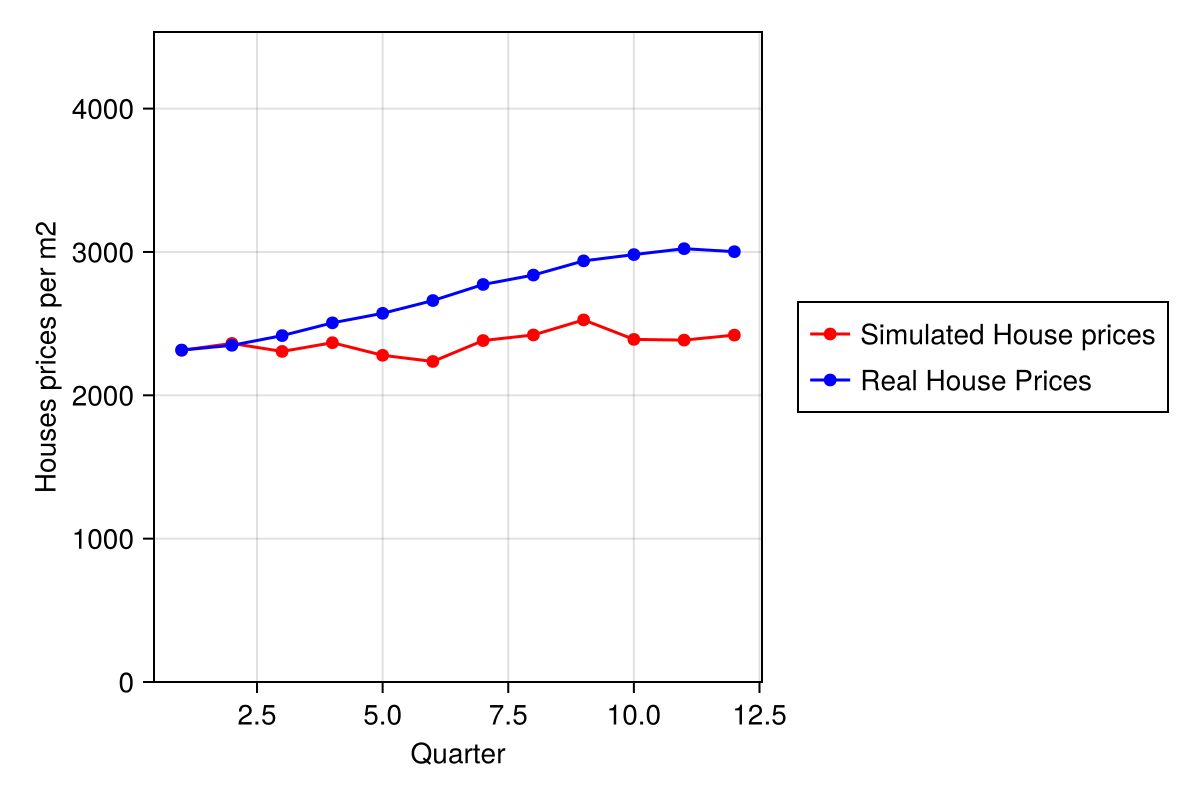 4000
3000
2000
1000
0
Houses prices per m2
2.5 5.0 7.5 10.0 12.5
Quarter
Simulated House prices
Real House Prices